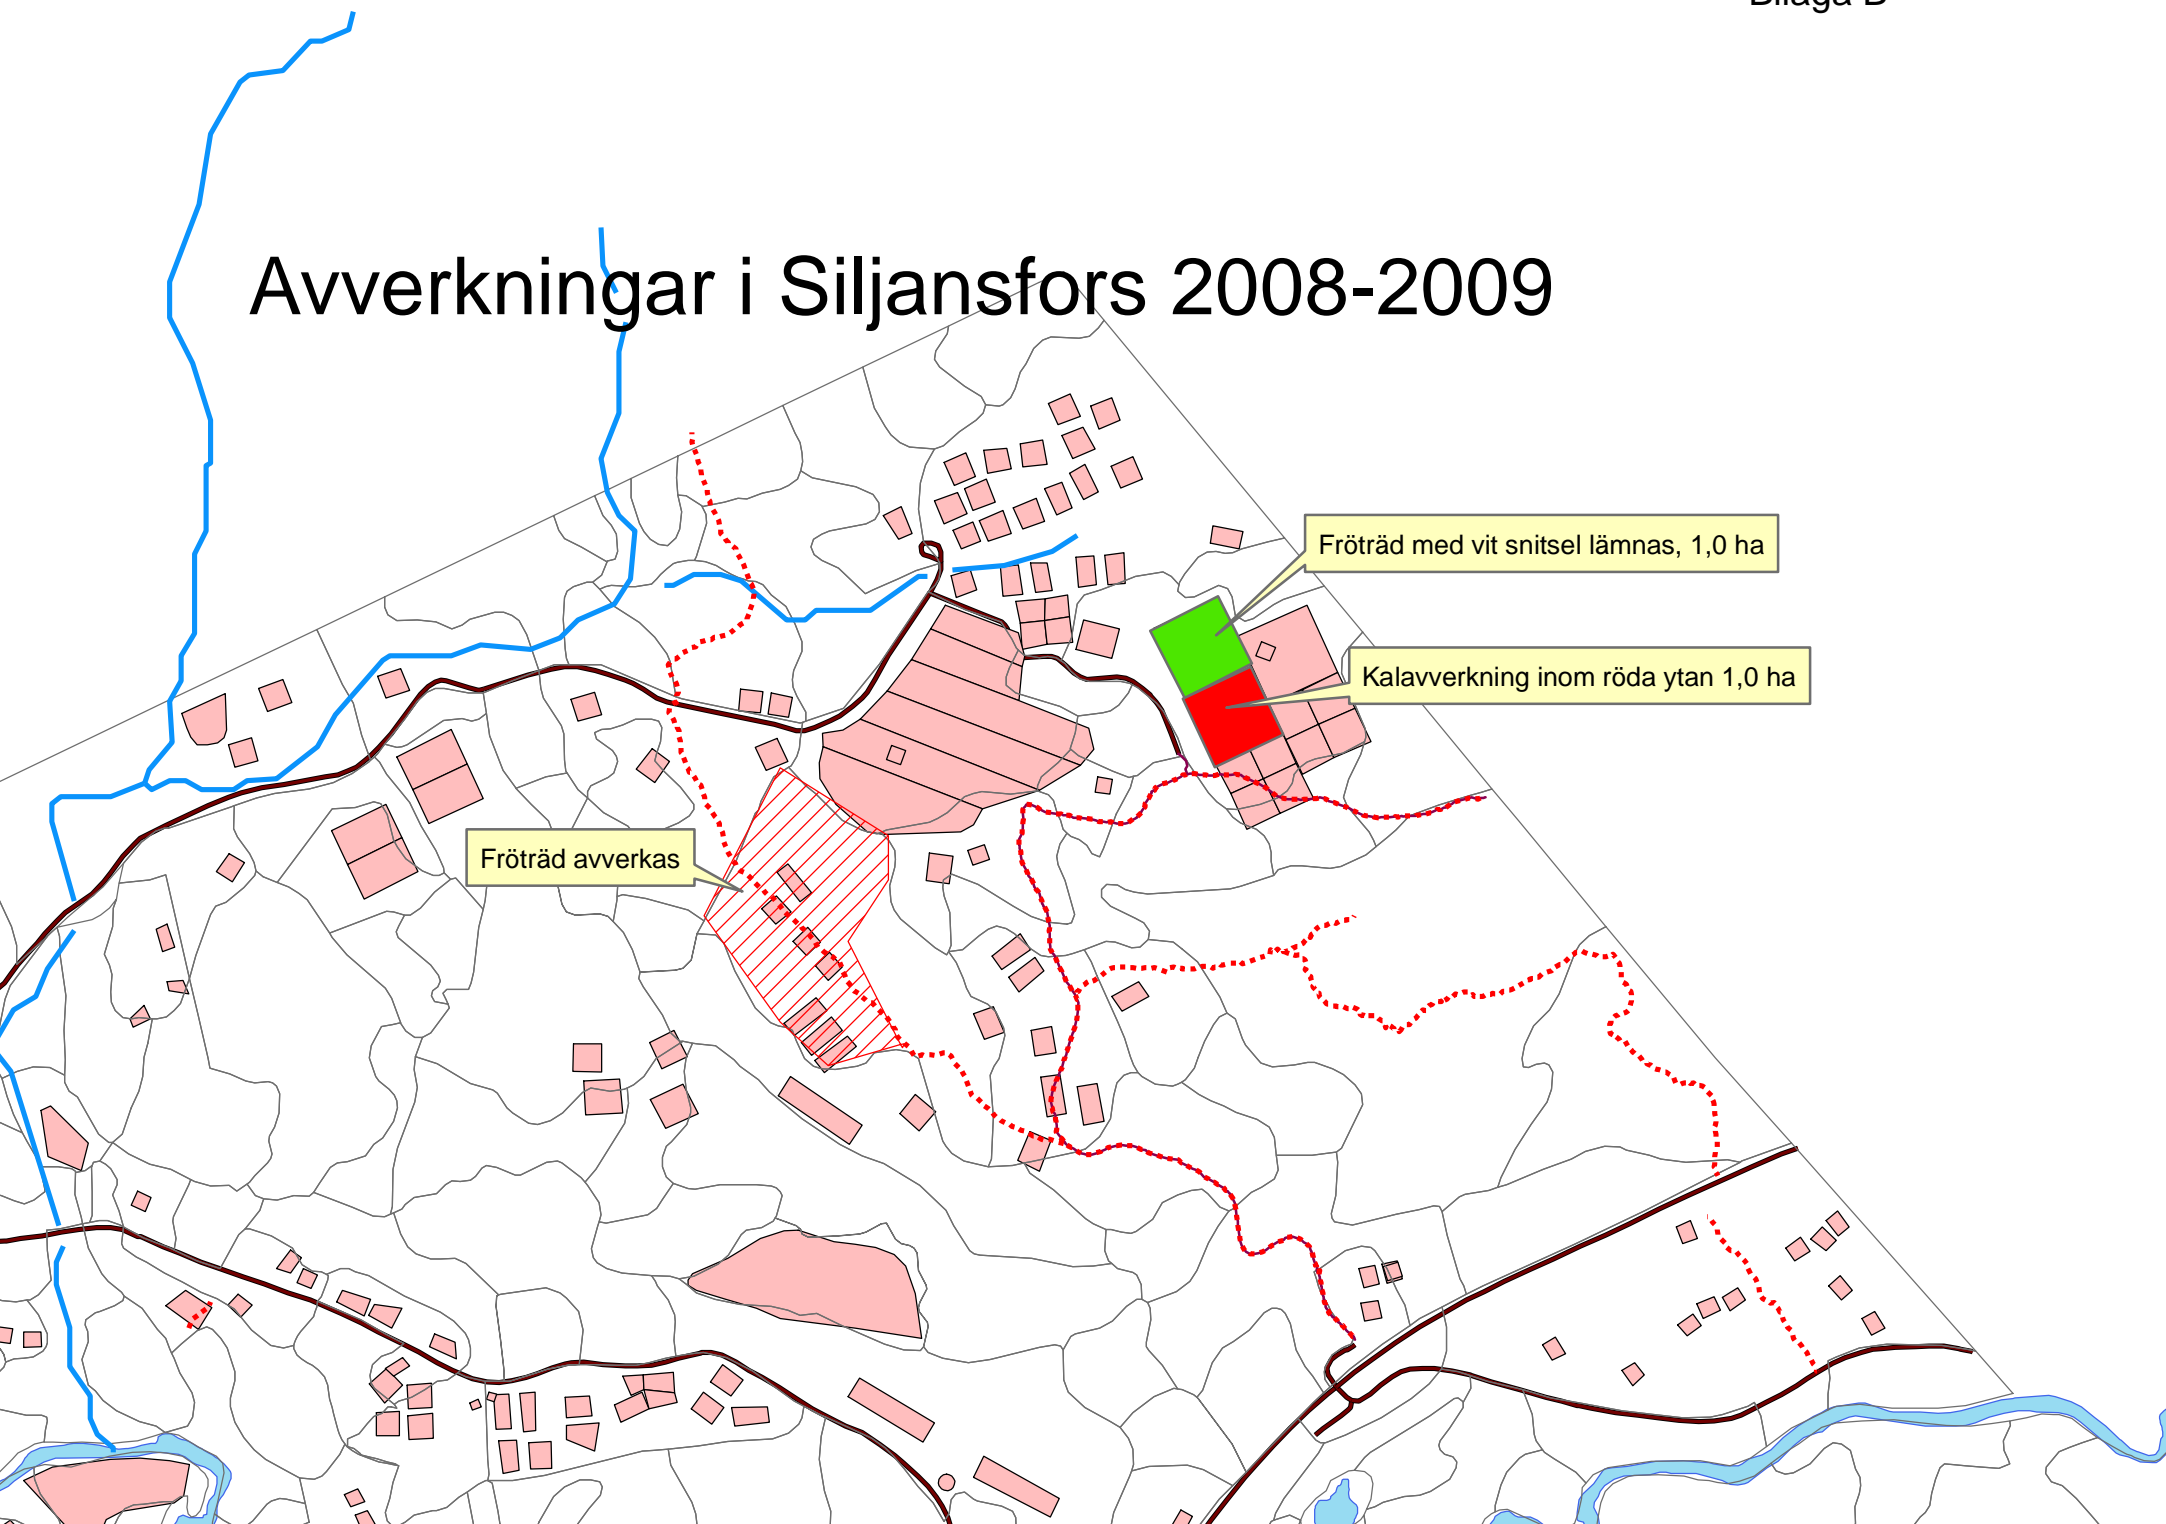 Bilaga B
Avverkningar i Siljansfors 2008-2009
Fröträd med vit snitsel lämnas, 1,0 ha
Kalavverkning inom röda ytan 1,0 ha
Fröträd avverkas